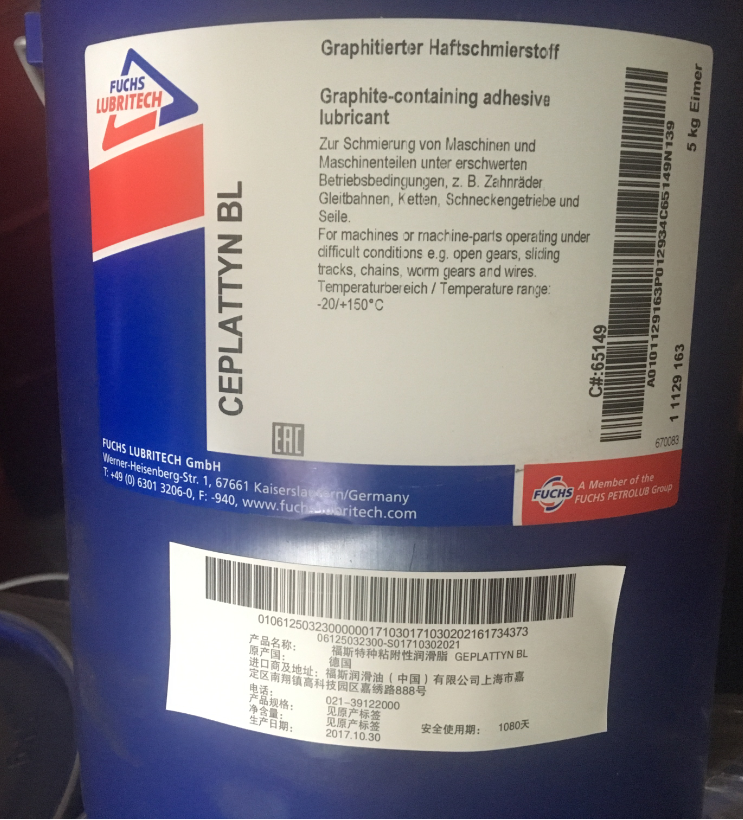 FUCHS
LUBRITECH
CEPLATTYN BL
Graphitierter Haftschmierstoff
Graphite-containing adhesive
lubricant
Zur Schmierung von Maschinen und
Maschinenteilen unter erschwerten
Betriebsbedingungen, z. B. Zahnräder
Gleitbahnen, Ketten, Schneckengetriebe und
Seile.
For machines or machine-parts operating under
difficult conditions e.g. open gears, sliding
tracks, chains, worm gears and wires.
Temperaturbereich / Temperature range:
-20/+150°C
EAC
C#:65149
A0101129163P012934C65149N139
1 1129 163
5 kg Eimer
670083
FUCHS LUBRITECH GmbH
Werner-Heisenberg-Str. 1, 67661 Kaiserslautern/Germany
T: +49 (0) 6301 3206-0, F: -940, www.fuchs-lubritech.com
FUCHS
A Member of the
FUCHS PETROLUB Group
01061250323000000171030171030202161734373
06125032300-S01710302021
产品名称: 福斯特种粘附性润滑脂 GEPLATTYN BL
原产国: 德国
进口商及地址: 福斯润滑油(中国)有限公司上海市嘉
定区南翔镇高科技园区嘉绣路888号
电话: 021-39122000
产品规格: 见原产标签
净含量: 见原产标签
生产日期: 2017.10.30 安全使用期: 1080天